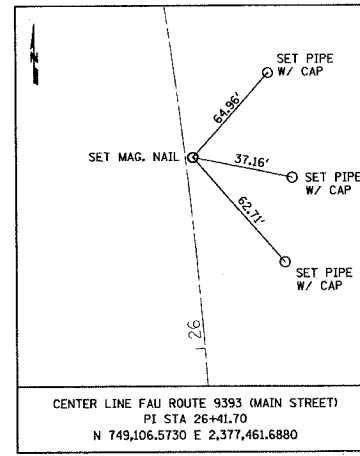 SET PIPE
W/ CAP
64.96'
SET MAG. NAIL
37.16'
SET PIPE
W/ CAP
62.71'
SET PIPE
W/ CAP
26
CENTER LINE FAU ROUTE 9393 (MAIN STREET)
PI STA 26+41.70
N 749,106.5730 E 2,377,461.6880